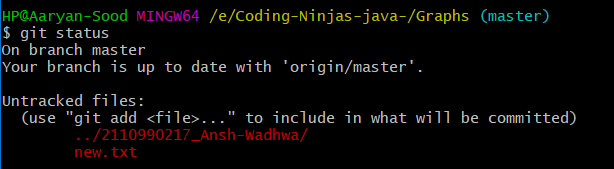 HP@Aaryan-Sood MINGW64 /e/Coding-Ninjas-java-/Graphs (master)
$ git status
On branch master
Your branch is up to date with 'origin/master'.
Untracked files:
(use "git add <file>..." to include in what will be committed)
../2110990217_Ansh-Wadhwa/
new.txt